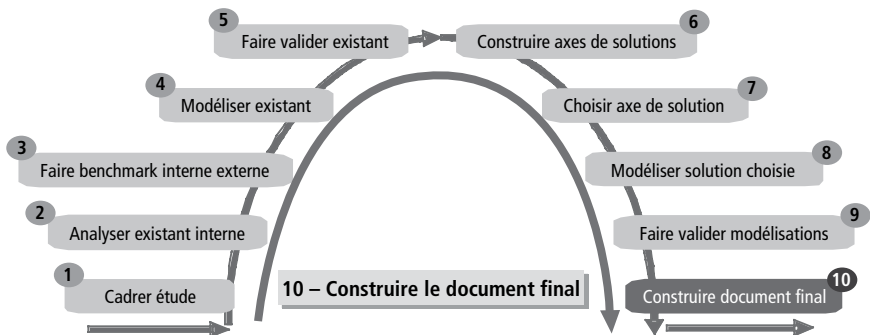 5
Faire valider existant
6
Construire axes de solutions
4
Modéliser existant
7
Choisir axe de solution
3
Faire benchmark interne externe
8
Modéliser solution choisie
2
Analyser existant interne
9
Faire valider modélisations
1
Cadrer étude
10 – Construire le document final
10
Construire document final